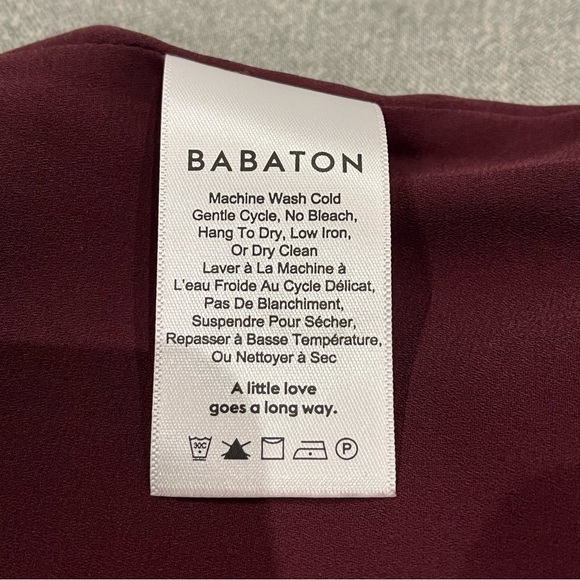 BABATON
Machine Wash Cold
Gentle Cycle, No Bleach,
Hang To Dry, Low Iron,
Or Dry Clean
Laver à La Machine à
L'eau Froide Au Cycle Délicat,
Pas De Blanchiment,
Suspendre Pour Sécher,
Repasser à Basse Température,
Ou Nettoyer à Sec
A little love
goes a long way.
30C P